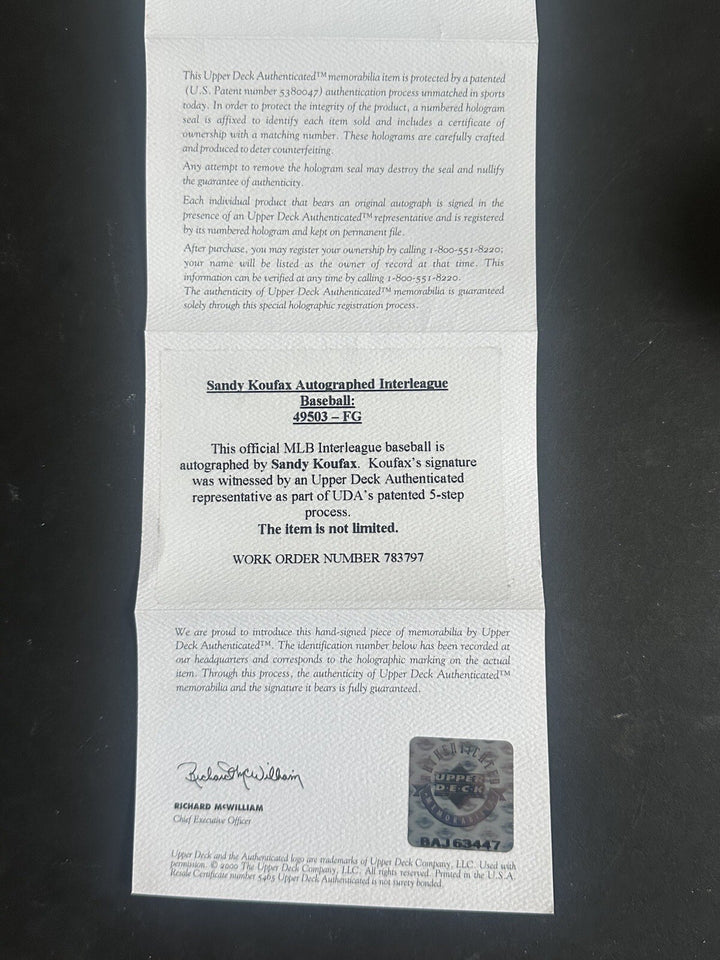 This Upper Deck Authenticated™ memorabilia item is protected by a patented
(U.S. Patent number 5380047) authentication process unmatched in sports
today. In order to protect the integrity of the product, a numbered hologram
seal is affixed to identify each item sold and includes a certificate of
ownership with a matching number. These holograms are carefully crafted
and produced to deter counterfeiting.
Any attempt to remove the hologram seal may destroy the seal and nullify
the guarantee of authenticity.
Each individual product that bears an original autograph is signed in the
presence of an Upper Deck Authenticated™ representative and is registered
by its numbered hologram and kept on permanent file.
After purchase, you may register your ownership by calling 1-800-551-8220;
your name will be listed as the owner of record at that time. This
information can be verified at any time by calling 1-800-551-8220.
The authenticity of Upper Deck Authenticated™ memorabilia is guaranteed
solely through this special holographic registration process.
Sandy Koufax Autographed Interleague
Baseball:
49503 – FG
This official MLB Interleague baseball is
autographed by Sandy Koufax. Koufax's signature
was witnessed by an Upper Deck Authenticated
representative as part of UDA's patented 5-step
process.
The item is not limited.
WORK ORDER NUMBER 783797
We are proud to introduce this hand-signed piece of memorabilia by Upper
Deck Authenticated™. The identification number below has been recorded at
our headquarters and corresponds to the holographic marking on the actual
item. Through this process, the authenticity of Upper Deck Authenticated™
memorabilia and the signature it bears is fully guaranteed.
Richard McWilliam
RICHARD McWILLIAM
Chief Executive Officer
AUTHENTICATED
UPPER
DECK
MEMORABILIA
BAJ63447
Upper Deck and the Authenticated logo are trademarks of Upper Deck Company, LLC. Used with
permission. © 2000 The Upper Deck Company, LLC. All rights reserved. Printed in the U.S.A.
Resale Certificate number 5465 Upper Deck Authenticated is not surety bonded.